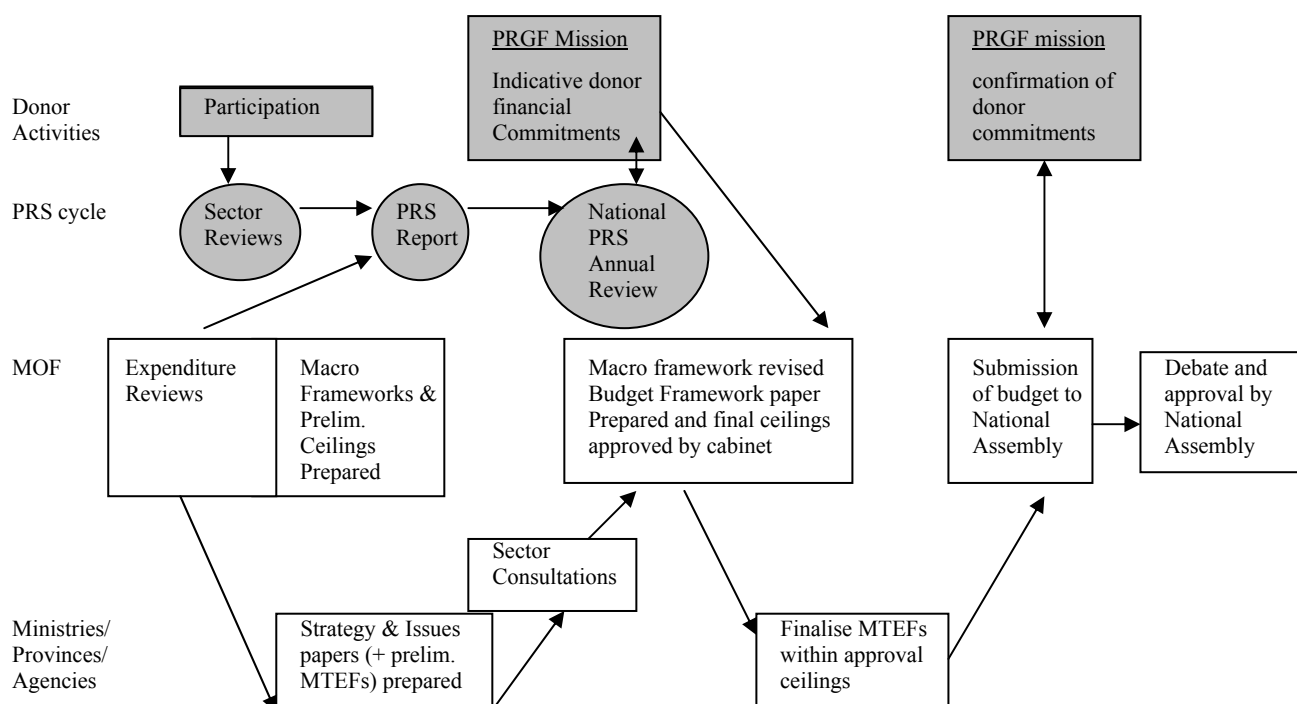 PRGF Mission
Indicative donor
financial
Commitments
PRGF mission
confirmation of
donor
commitments
Donor
Activities
Participation
PRS cycle
Sector
Reviews
PRS
Report
National
PRS
Annual
Review
MOF
Expenditure
Reviews
Macro
Frameworks &
Prelim.
Ceilings
Prepared
Macro framework revised
Budget Framework paper
Prepared and final ceilings
approved by cabinet
Submission
of budget to
National
Assembly
Debate and
approval by
National
Assembly
Sector
Consultations
Ministries/
Provinces/
Agencies
Strategy & Issues
papers (+ prelim.
MTEFs) prepared
Finalise MTEFs
within approval
ceilings